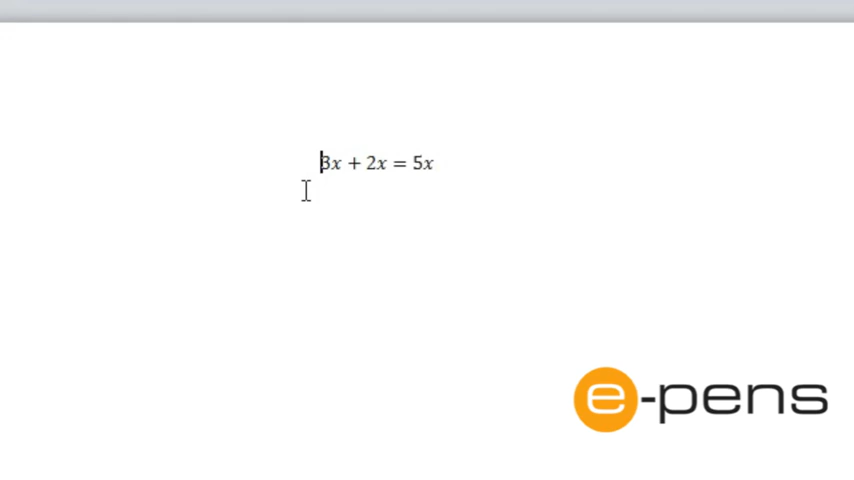 3x + 2x = 5x
e-pens